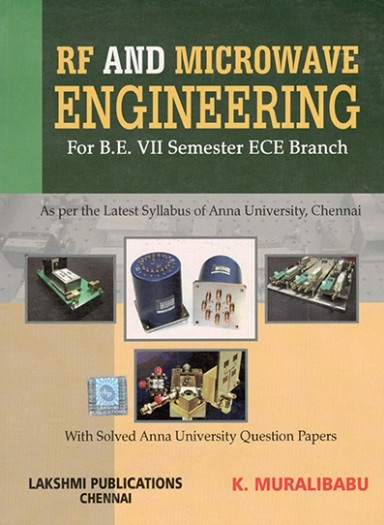 RF AND MICROWAVE
ENGINEERING
For B.E. VII Semester ECE Branch
As per the Latest Syllabus of Anna University, Chennai
With Solved Anna University Question Papers
LAKSHMI PUBLICATIONS
CHENNAI
K. MURALIBABU